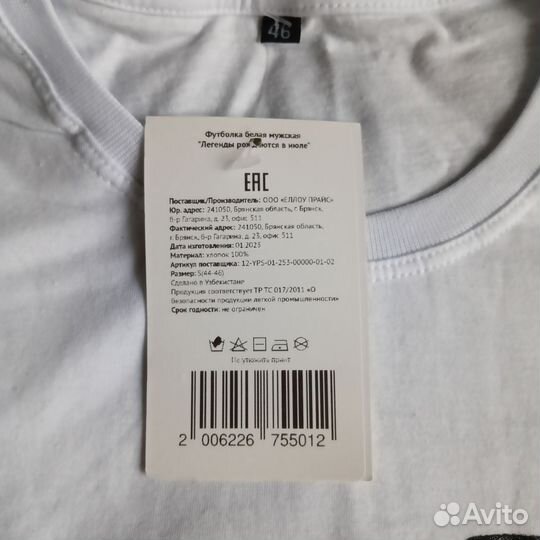 46
Футболка белая мужская
"Легенды рождаются в июле"
EAC
Поставщик/Производитель: ООО «ЕЛЛОУ ПРАЙС»
Юр. адрес: 241050, Брянская область, г. Брянск,
б-р Гагарина, д. 23, офис 511
Фактический адрес: 241050, Брянская область,
г. Брянск, б-р Гагарина, д. 23, офис 511
Дата изготовления: 01.2023
Материал: хлопок 100%
Артикул поставщика: 12-YPS-01-253-00000-01-02
Размер: S(44-46)
Сделано в Узбекистане
Продукция соответствует ТР ТС 017/2011 «О
безопасности продукции легкой промышленности»
Срок годности: не ограничен
Не утюжить принт
2 006226 755012
Avito